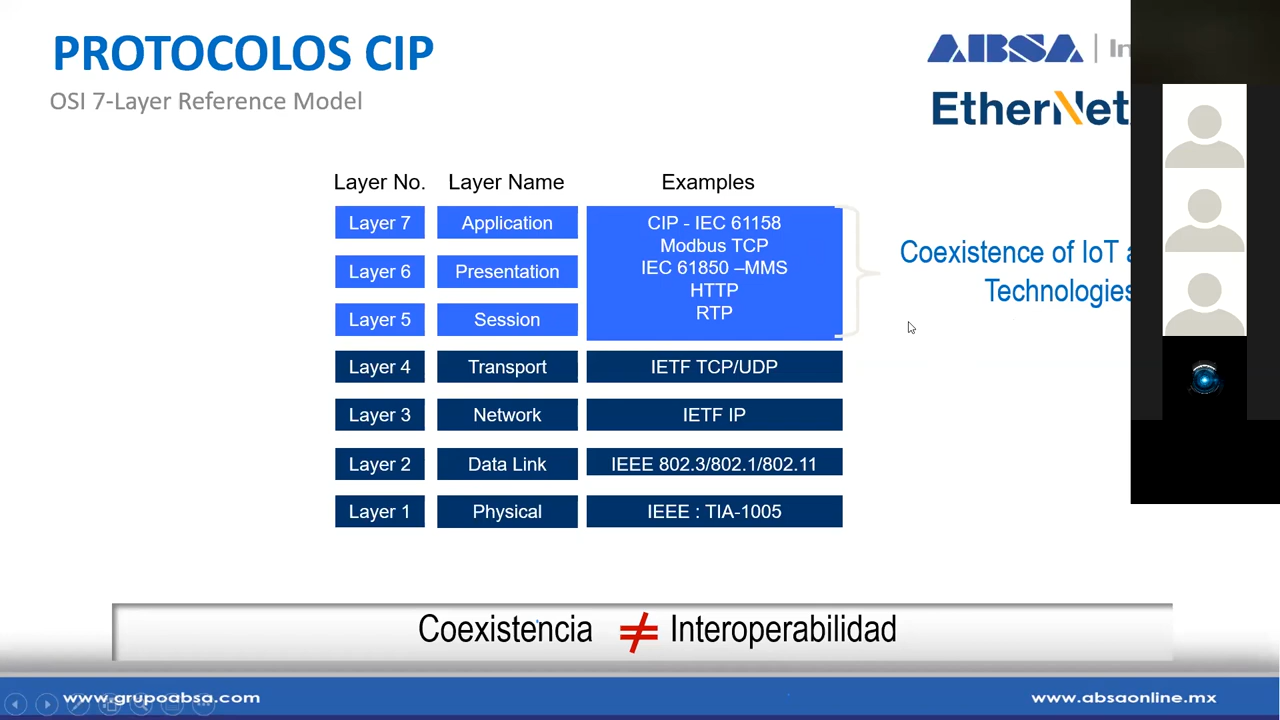 PROTOCOLOS CIP
OSI 7-Layer Reference Model
ABSA
EtherNet
Layer No. Layer Name Examples
Layer 7 Application CIP - IEC 61158
Modbus TCP
Layer 6 Presentation IEC 61850 –MMS
HTTP
Layer 5 Session RTP
Coexistence of IoT
Technologies
Layer 4 Transport IETF TCP/UDP
Layer 3 Network IETF IP
Layer 2 Data Link IEEE 802.3/802.1/802.11
Layer 1 Physical IEEE : TIA-1005
Coexistencia ≠ Interoperabilidad
www.grupoabsa.com www.absaonline.mx